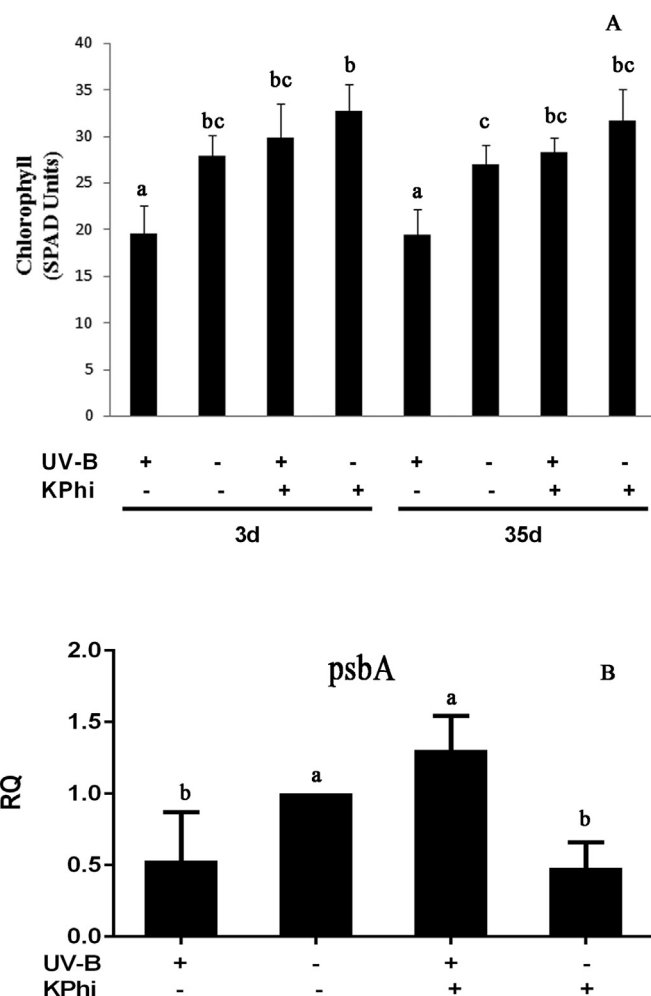 A
40
35
30
25
20
15
10
5
0
Chlorophyll
(SPAD Units)
a bc bc b a c bc bc
UV-B + - + - + - + -
KPhi - - + + - - + +
3d 35d
psbA B
2.0
1.5
1.0
0.5
0.0
RQ
b a a b
UV-B + - + -
KPhi - - + +